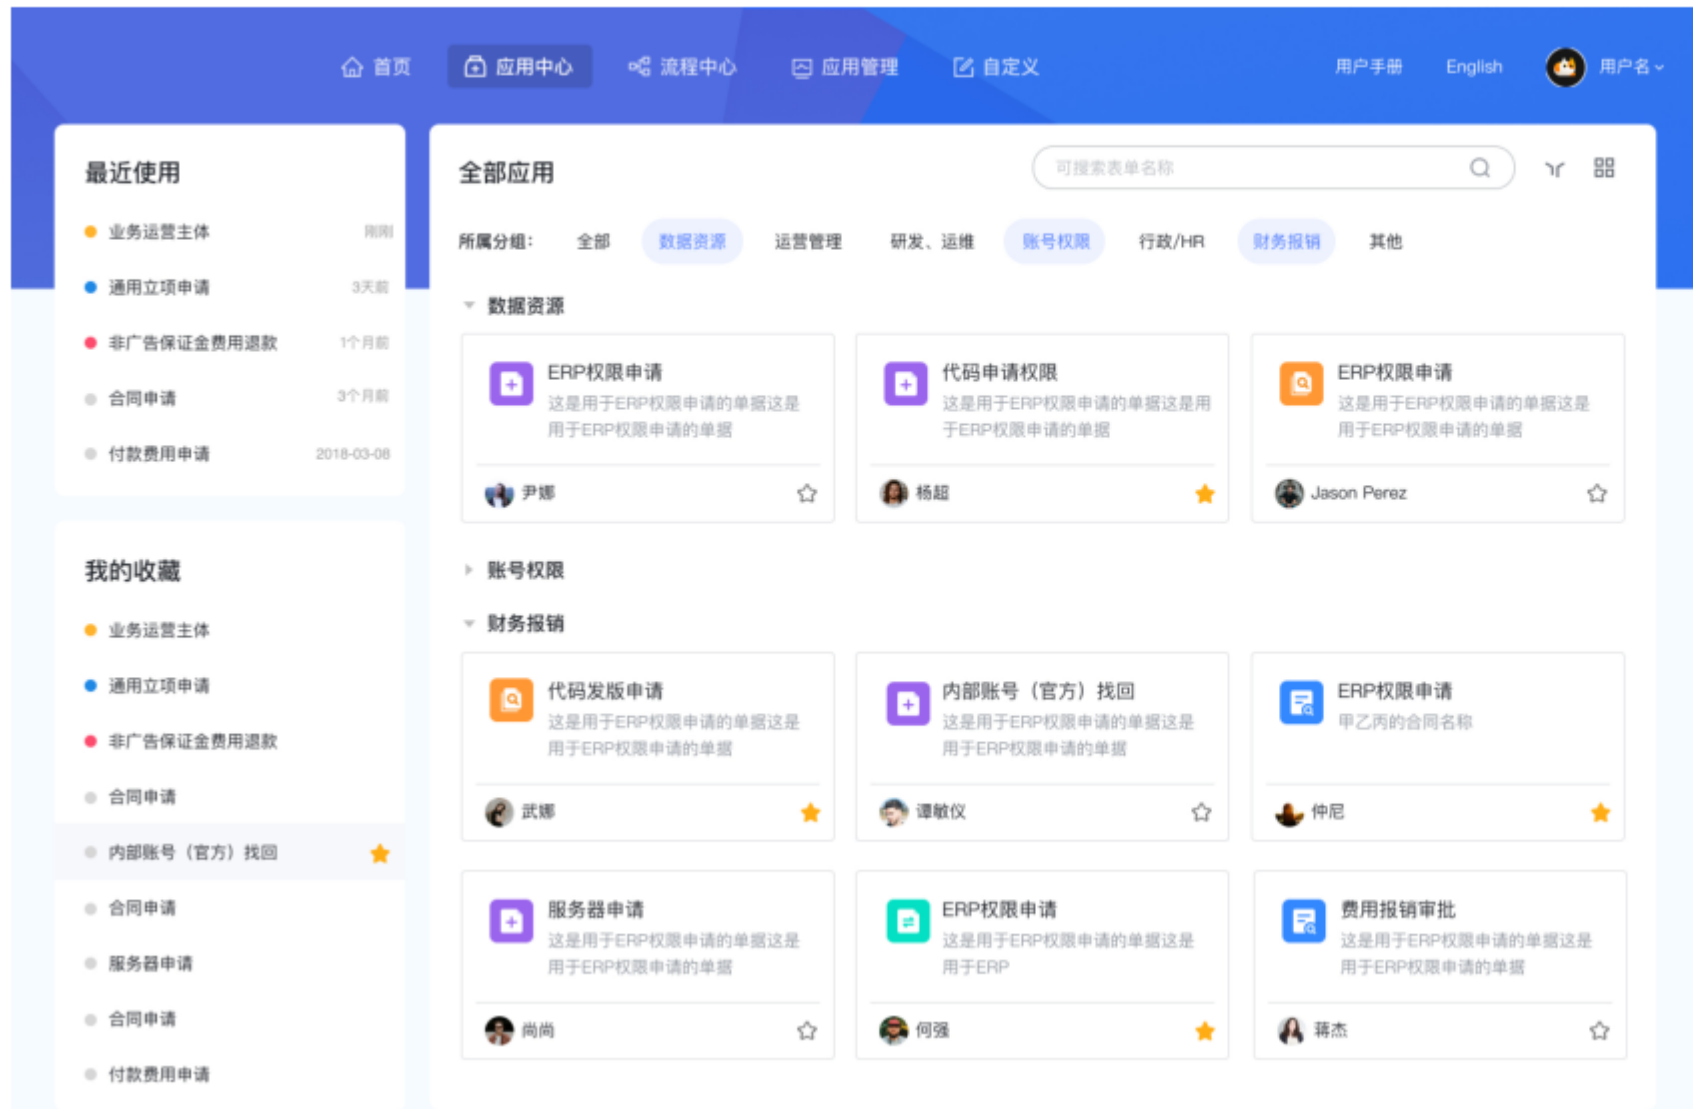 首页
应用中心
流程中心
应用管理
自定义
用户手册
English
用户名
最近使用
业务运营主体 刚刚
通用立项申请 3天前
非广告保证金费用退款 1个月前
合同申请 3个月前
付款费用申请 2018-03-08
我的收藏
业务运营主体
通用立项申请
非广告保证金费用退款
合同申请
内部账号（官方）找回
合同申请
服务器申请
合同申请
付款费用申请
全部应用
可搜索表单名称
所属分组： 全部 数据资源 运营管理 研发、运维 账号权限 行政/HR 财务报销 其他
数据资源
ERP权限申请
这是用于ERP权限申请的单据这是
用于ERP权限申请的单据
尹娜
代码申请权限
这是用于ERP权限申请的单据这是用
于ERP权限申请的单据
杨超
ERP权限申请
这是用于ERP权限申请的单据这是
用于ERP权限申请的单据
Jason Perez
账号权限
财务报销
代码发版申请
这是用于ERP权限申请的单据这是
用于ERP权限申请的单据
武娜
内部账号（官方）找回
这是用于ERP权限申请的单据这是
用于ERP权限申请的单据
谭敏仪
ERP权限申请
甲乙丙的合同名称
仲尼
服务器申请
这是用于ERP权限申请的单据这是
用于ERP权限申请的单据
尚尚
ERP权限申请
这是用于ERP权限申请的单据这是
用于ERP
何强
费用报销审批
这是用于ERP权限申请的单据这是
用于ERP权限申请的单据
蒋杰